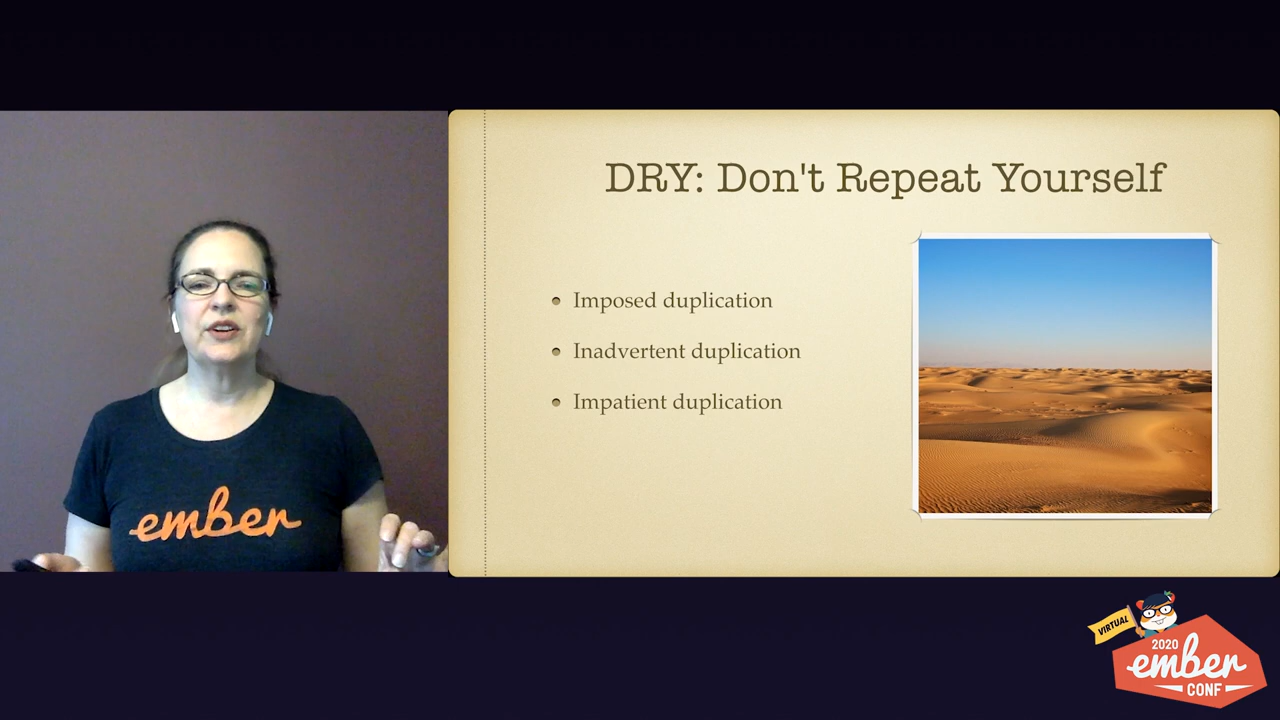 DRY: Don't Repeat Yourself
Imposed duplication
Inadvertent duplication
Impatient duplication
ember
VIRTUAL
2020
ember
CONF